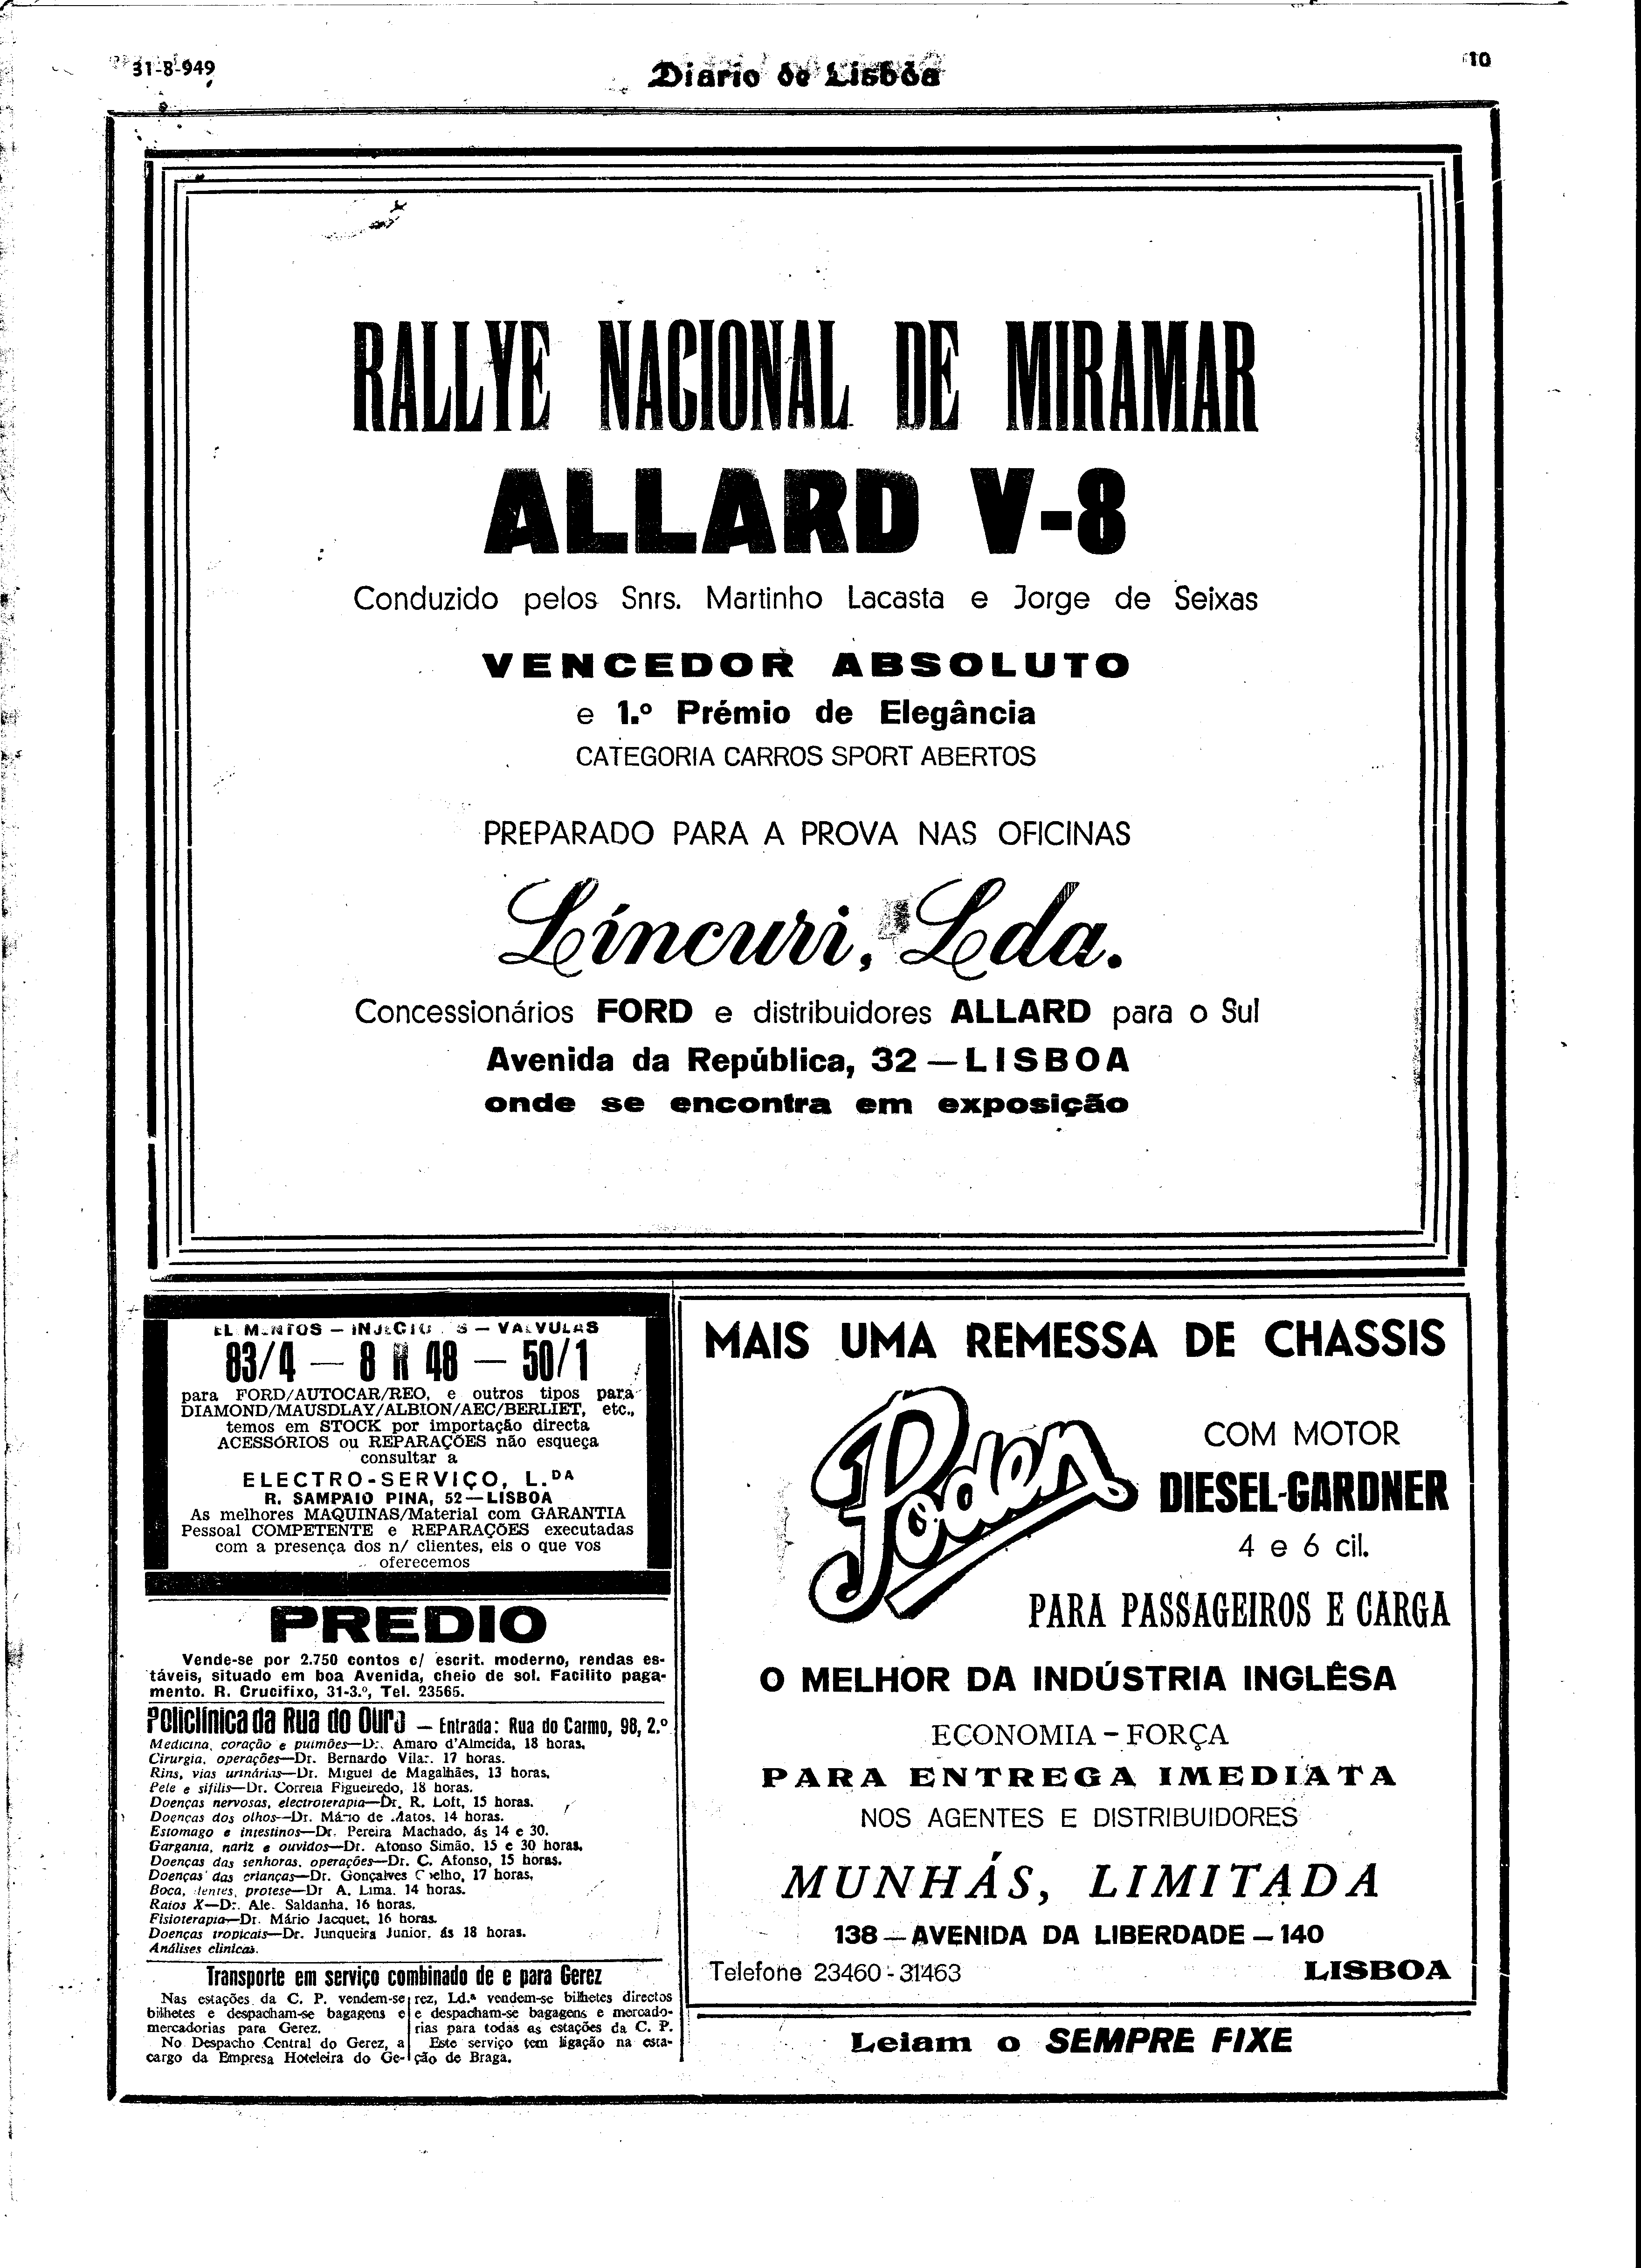 31-8-949
Diario de Lisbôa
10
RALLYE NACIONAL DE MIRAMAR
ALLARD V-8
Conduzido pelos Snrs. Martinho Lacasta e Jorge de Seixas
VENCEDOR ABSOLUTO
e 1.º Prémio de Elegância
CATEGORIA CARROS SPORT ABERTOS
PREPARADO PARA A PROVA NAS OFICINAS
Lincuri, Lda.
Concessionários FORD e distribuidores ALLARD para o Sul
Avenida da República, 32 — LISBOA
onde se encontra em exposição
— VALVULAS
83/4 — 8 R 48 — 50/1
para FORD/AUTOCAR/REO, e outros tipos para
DIAMOND/MAUSDLAY/ALBION/AEC/BERLIET, etc.,
temos em STOCK por importação directa
ACESSÓRIOS ou REPARAÇÕES não esqueça
consultar a
ELECTRO-SERVIÇO, L.DA
R. SAMPAIO PINA, 52 — LISBOA
As melhores MAQUINAS/Material com GARANTIA
Pessoal COMPETENTE e REPARAÇÕES executadas
com a presença dos n/ clientes, eis o que vos
oferecemos
PREDIO
Vende-se por 2.750 contos c/ escrit. moderno, rendas es-
táveis, situado em boa Avenida, cheio de sol. Facilito paga-
mento. R. Crucifixo, 31-3.º, Tel. 23565.
Policlínica da Rua do Ouro — Entrada: Rua do Carmo, 98, 2.º
Medicina, coração e pulmões—Dr. Amaro d'Almeida, 18 horas.
Cirurgia, operações—Dr. Bernardo Vilar. 17 horas.
Rins, vias urinárias—Dr. Miguel de Magalhães, 13 horas.
Pele e sífilis—Dr. Correia Figueiredo, 18 horas.
Doenças nervosas, electroterapia—Dr. R. Loft, 15 horas.
Doenças dos olhos—Dr. Mário de Matos. 14 horas.
Estomago e intestinos—Dr. Pereira Machado, ás 14 e 30.
Garganta, nariz e ouvidos—Dr. Afonso Simão. 15 e 30 horas.
Doenças das senhoras, operações—Dr. C. Afonso, 15 horas.
Doenças das crianças—Dr. Gonçalves Coelho, 17 horas.
Boca, dentes, protese—Dr A. Lima. 14 horas.
Raios X—Dr. Ale. Saldanha. 16 horas.
Fisioterapia—Dr. Mário Jacquet, 16 horas.
Doenças tropicais—Dr. Junqueira Junior. ás 18 horas.
Análises clínicas.
Transporte em serviço combinado de e para Gerez
Nas estações da C. P. vendem-se
bilhetes e despacham-se bagagens e
mercadorias para Gerez.
No Despacho Central do Gerez, a
cargo da Empresa Hoteleira do Ge-
rez, Ld.ª vendem-se bilhetes directos
e despacham-se bagagens e mercado-
rias para todas as estações da C. P.
Este serviço tem ligação na esta-
ção de Braga.
MAIS UMA REMESSA DE CHASSIS
Foden
COM MOTOR
DIESEL-GARDNER
4 e 6 cil.
PARA PASSAGEIROS E CARGA
O MELHOR DA INDÚSTRIA INGLÊSA
ECONOMIA – FORÇA
PARA ENTREGA IMEDIATA
NOS AGENTES E DISTRIBUIDORES
MUNHÁS, LIMITADA
138 — AVENIDA DA LIBERDADE — 140
Telefone 23460 - 31463
LISBOA
Leiam o SEMPRE FIXE